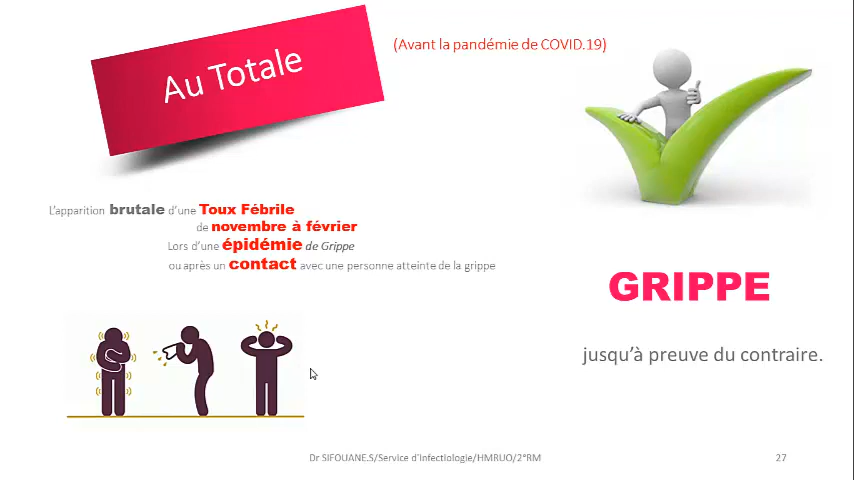 Au Totale
(Avant la pandémie de COVID.19)
L'apparition brutale d'une Toux Fébrile
de novembre à février
Lors d'une épidémie de Grippe
ou après un contact avec une personne atteinte de la grippe
GRIPPE
jusqu'à preuve du contraire.
Dr SIFOUANE.S/Service d'infectiologie/HMRUO/2°RM
27